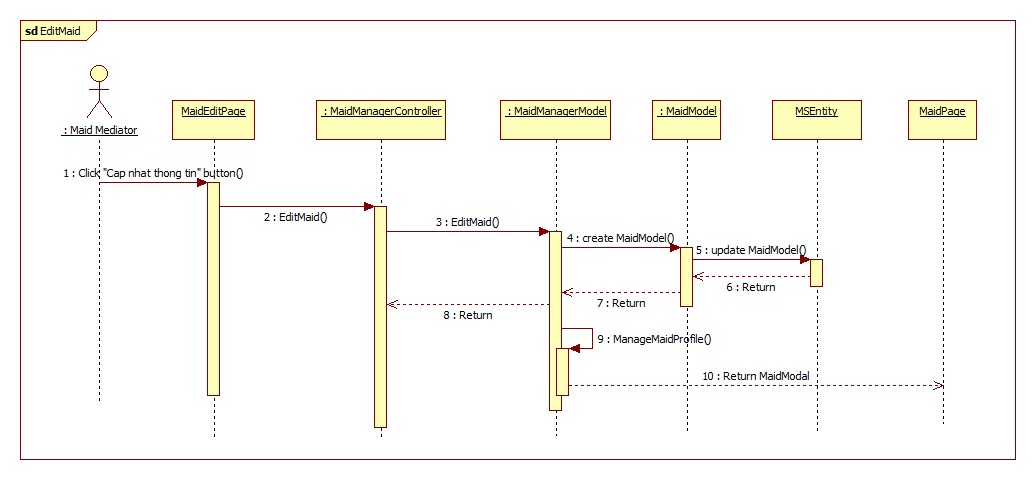 sd EditMaid
: Maid Mediator
MaidEditPage
: MaidManagerController
: MaidManagerModel
: MaidModel
MSEntity
MaidPage
1 : Click "Cap nhat thong tin" button()
2 : EditMaid()
3 : EditMaid()
4 : create MaidModel()
5 : update MaidModel()
6 : Return
7 : Return
8 : Return
9 : ManageMaidProfile()
10 : Return MaidModal